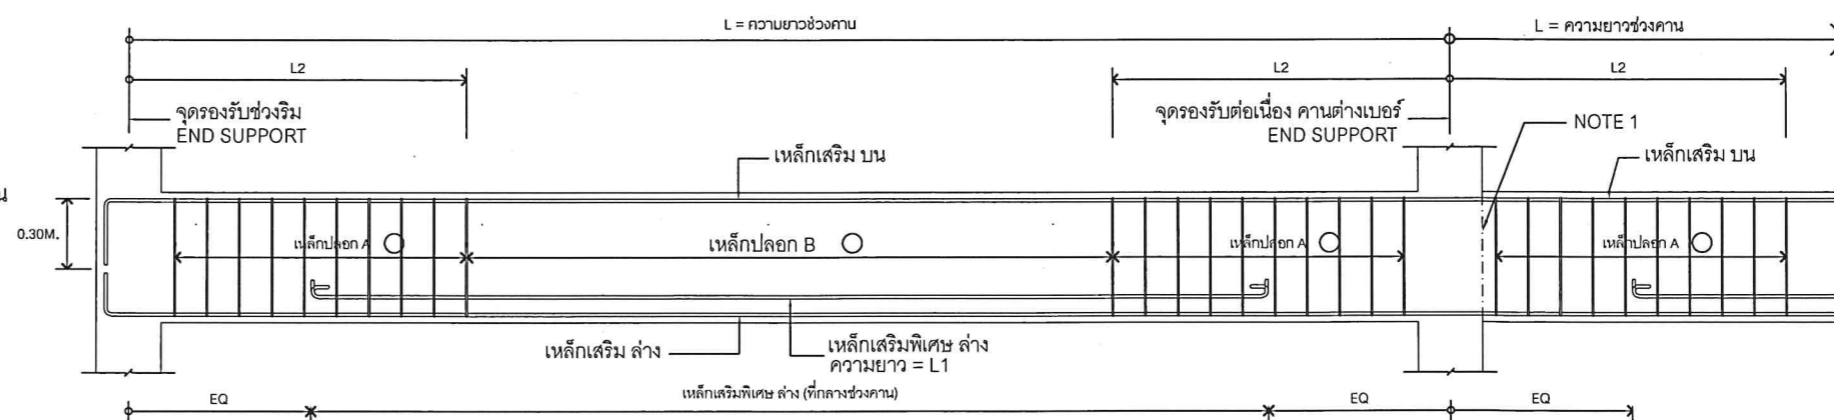 L = ความยาวช่วงคาน
L = ความยาวช่วงคาน
L2
L2
L2
จุดรองรับช่วงริม
END SUPPORT
จุดรองรับต่อเนื่อง คานต่างเบอร์
END SUPPORT
NOTE 1
เหล็กเสริม บน
เหล็กเสริม บน
น
0.30M.
เหล็กปลอก A
เหล็กปลอก B
เหล็กปลอก A
เหล็กปลอก A
เหล็กเสริม ล่าง
เหล็กเสริมพิเศษ ล่าง
ความยาว = L1
EQ
เหล็กเสริมพิเศษ ล่าง (ที่กลางช่วงคาน)
EQ
EQ